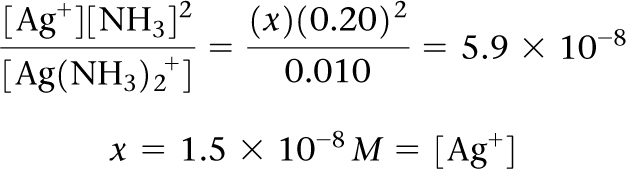 [Ag⁺][NH₃]² / [Ag(NH₃)₂⁺] = (x)(0.20)² / 0.010 = 5.9 × 10⁻⁸
x = 1.5 × 10⁻⁸ M = [Ag⁺]